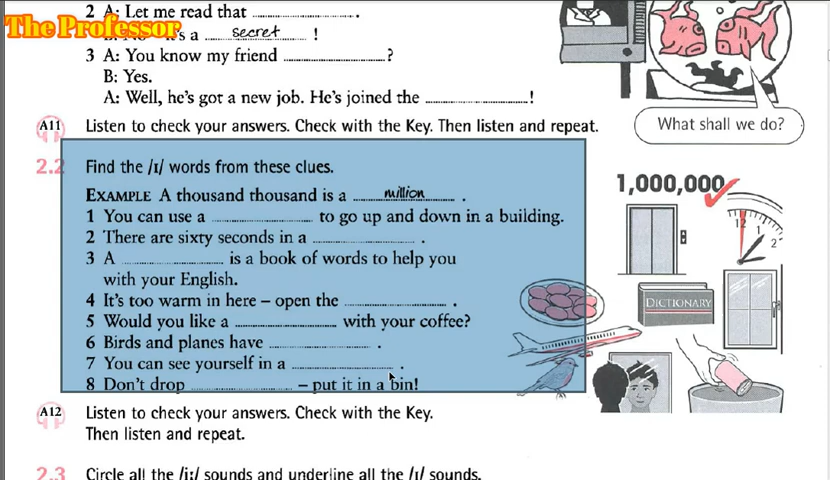 2 A: Let me read that .................... .
The Professor
it's a secret !
3 A: You know my friend .................... ?
B: Yes.
A: Well, he's got a new job. He's joined the .................... !
What shall we do?
A11 Listen to check your answers. Check with the Key. Then listen and repeat.
2.2 Find the /ɪ/ words from these clues.
EXAMPLE A thousand thousand is a million .
1 You can use a .................... to go up and down in a building.
2 There are sixty seconds in a .................... .
3 A .................... is a book of words to help you
with your English.
4 It's too warm in here – open the .................... .
5 Would you like a .................... with your coffee?
6 Birds and planes have .................... .
7 You can see yourself in a .................... .
8 Don't drop .................... – put it in a bin!
1,000,000
12 1 2
DICTIONARY
A12 Listen to check your answers. Check with the Key.
Then listen and repeat.
2.3 Circle all the /iː/ sounds and underline all the /ɪ/ sounds.